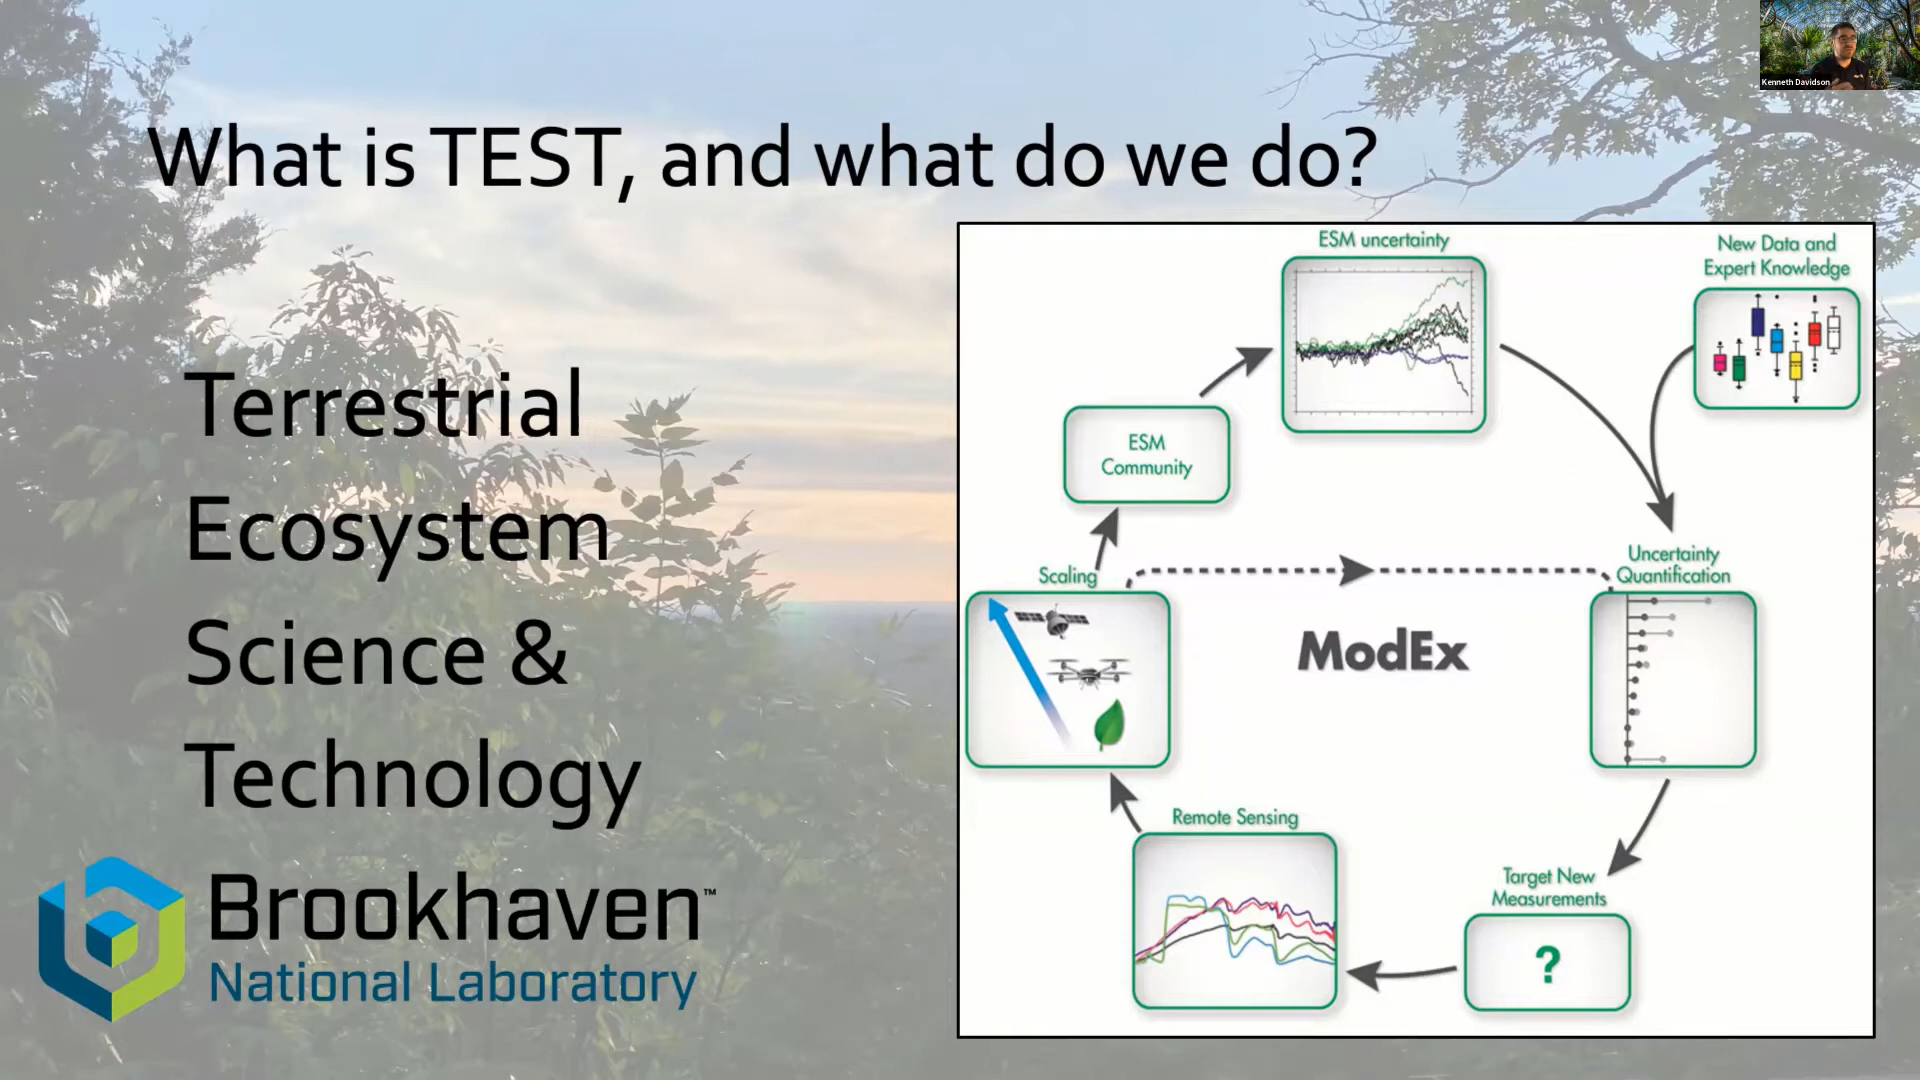 Kenneth Davidson
What is TEST, and what do we do?
Terrestrial
Ecosystem
Science &
Technology
Brookhaven™
National Laboratory
ESM uncertainty
New Data and
Expert Knowledge
ESM
Community
Scaling
Uncertainty
Quantification
ModEx
Remote Sensing
Target New
Measurements
?